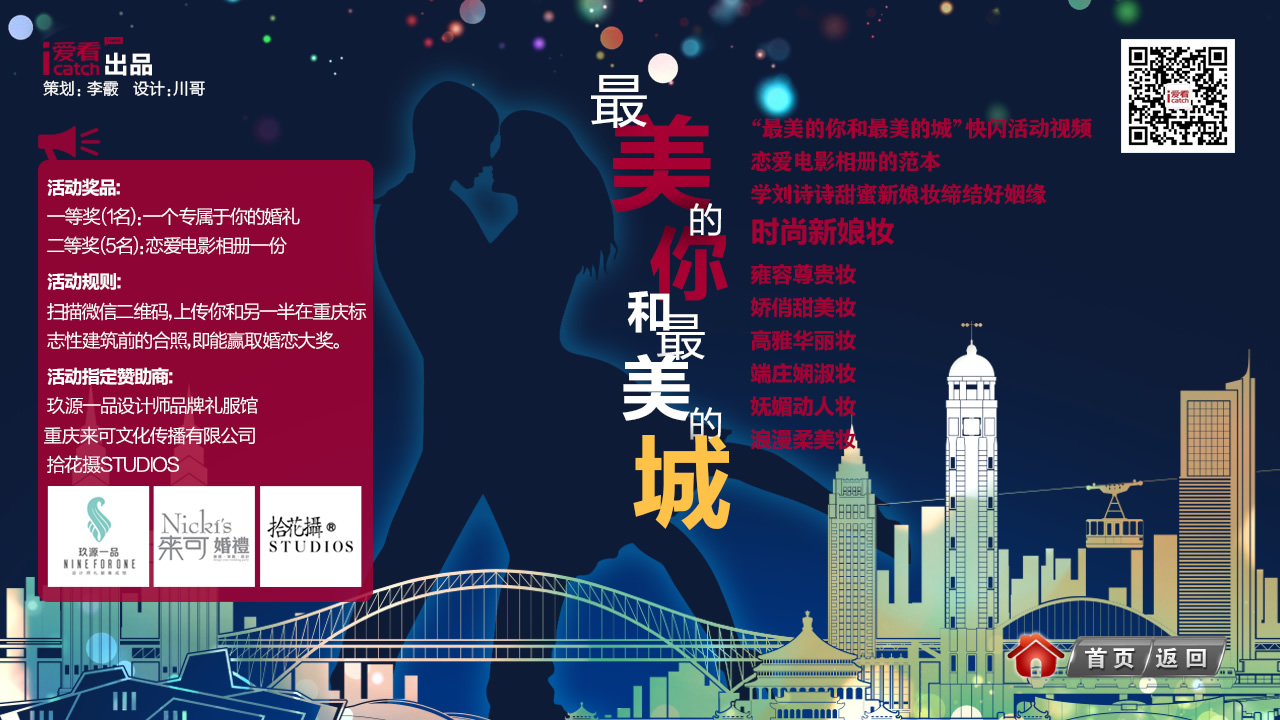 i爱看
catch
出品
策划：李霰 设计：川哥
活动奖品:
一等奖(1名)：一个专属于你的婚礼
二等奖(5名)：恋爱电影相册一份
活动规则:
扫描微信二维码，上传你和另一半在重庆标
志性建筑前的合照，即能赢取婚恋大奖。
活动指定赞助商:
玖源一品设计师品牌礼服馆
重庆来可文化传播有限公司
拾花摄STUDIOS
玖源一品
NINEFORONE
Nicki's
来可 婚禮
拾花攝®
STUDIOS
最
美
的
你
和
最
美
的
城
“最美的你和最美的城”快闪活动视频
恋爱电影相册的范本
学刘诗诗甜蜜新娘妆缔结好姻缘
时尚新娘妆
雍容尊贵妆
娇俏甜美妆
高雅华丽妆
端庄娴淑妆
妩媚动人妆
浪漫柔美妆
i爱看
catch
首页 返回